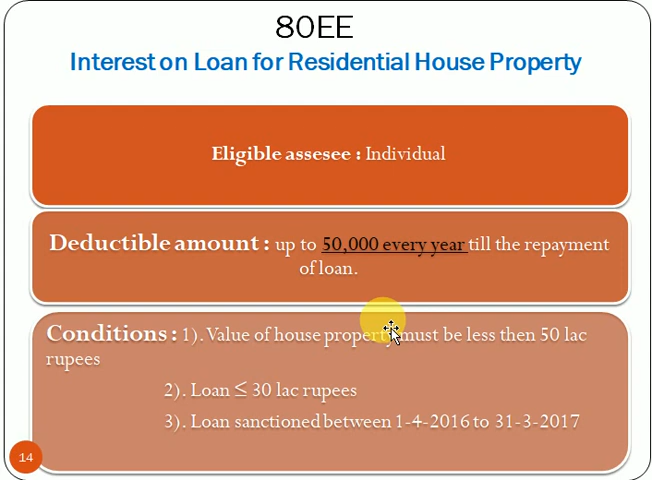 80EE
Interest on Loan for Residential House Property
Eligible assesee : Individual
Deductible amount : up to 50,000 every year till the repayment
of loan.
Conditions : 1). Value of house property must be less then 50 lac
rupees
2). Loan ≤ 30 lac rupees
3). Loan sanctioned between 1-4-2016 to 31-3-2017
14